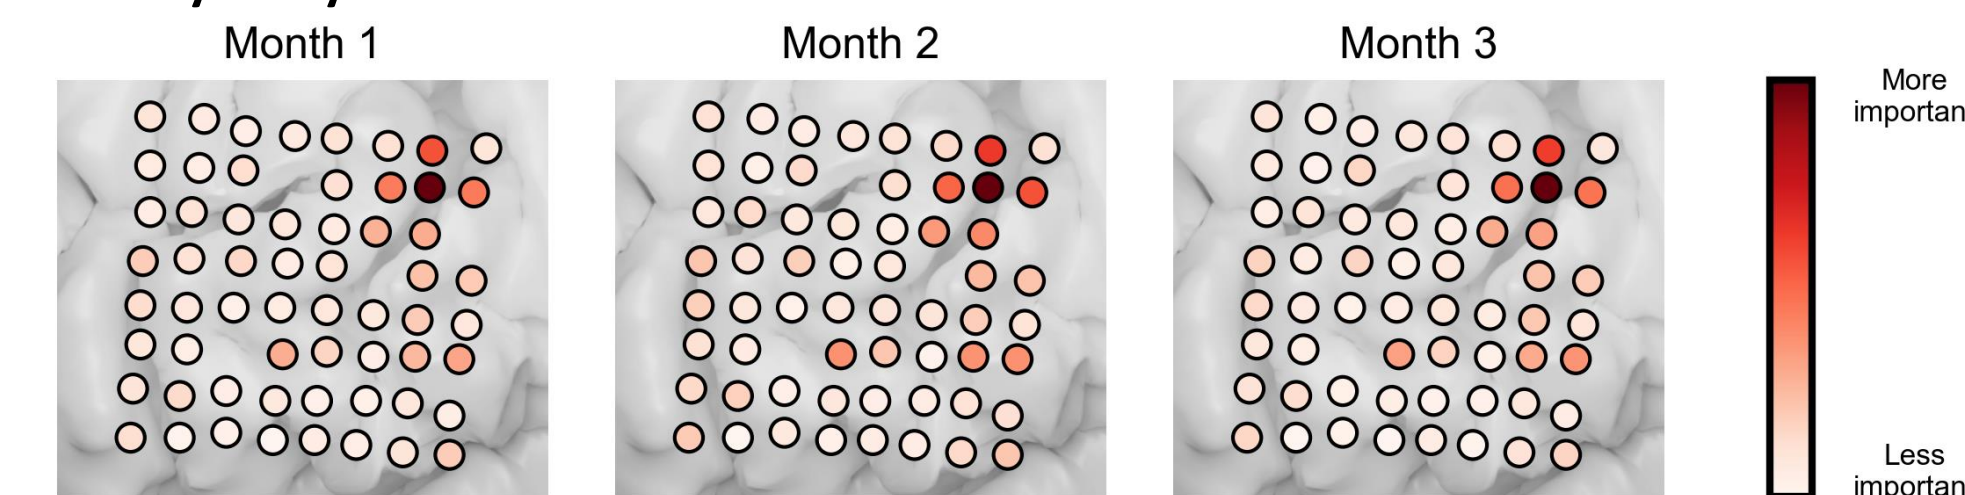 Month 1
Month 2
Month 3
More
importan
Less
importan